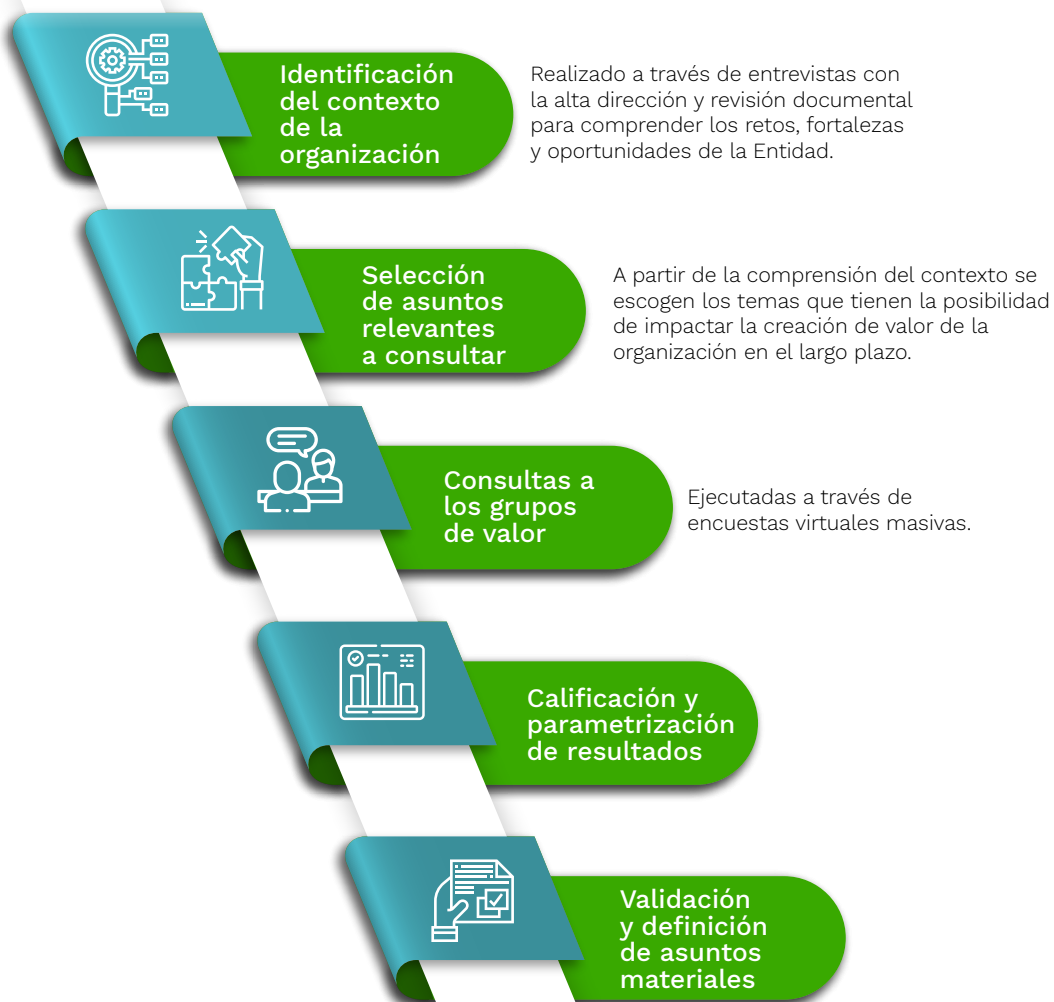 Identificación
del contexto
de la
organización
Realizado a través de entrevistas con
la alta dirección y revisión documental
para comprender los retos, fortalezas
y oportunidades de la Entidad.
Selección
de asuntos
relevantes
a consultar
A partir de la comprensión del contexto se
escogen los temas que tienen la posibilidad
de impactar la creación de valor de la
organización en el largo plazo.
Consultas a
los grupos
de valor
Ejecutadas a través de
encuestas virtuales masivas.
Calificación y
parametrización
de resultados
Validación
y definición
de asuntos
materiales